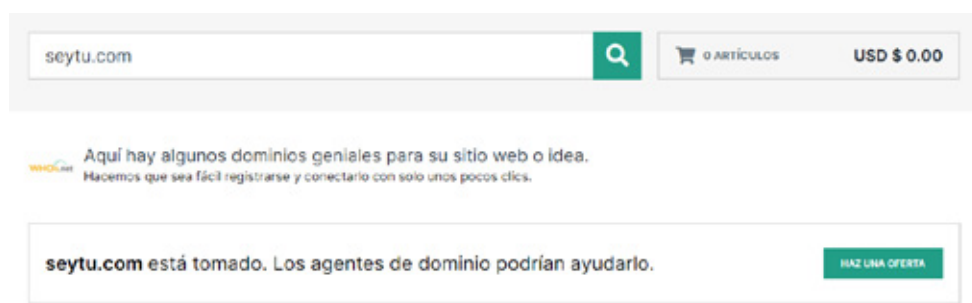 seytu.com
0 ARTÍCULOS
USD $ 0.00
Aquí hay algunos dominios geniales para su sitio web o idea.
WHOIS.net
Hacemos que sea fácil registrarse y conectarlo con solo unos pocos clics.
seytu.com está tomado. Los agentes de dominio podrían ayudarlo.
HAZ UNA OFERTA